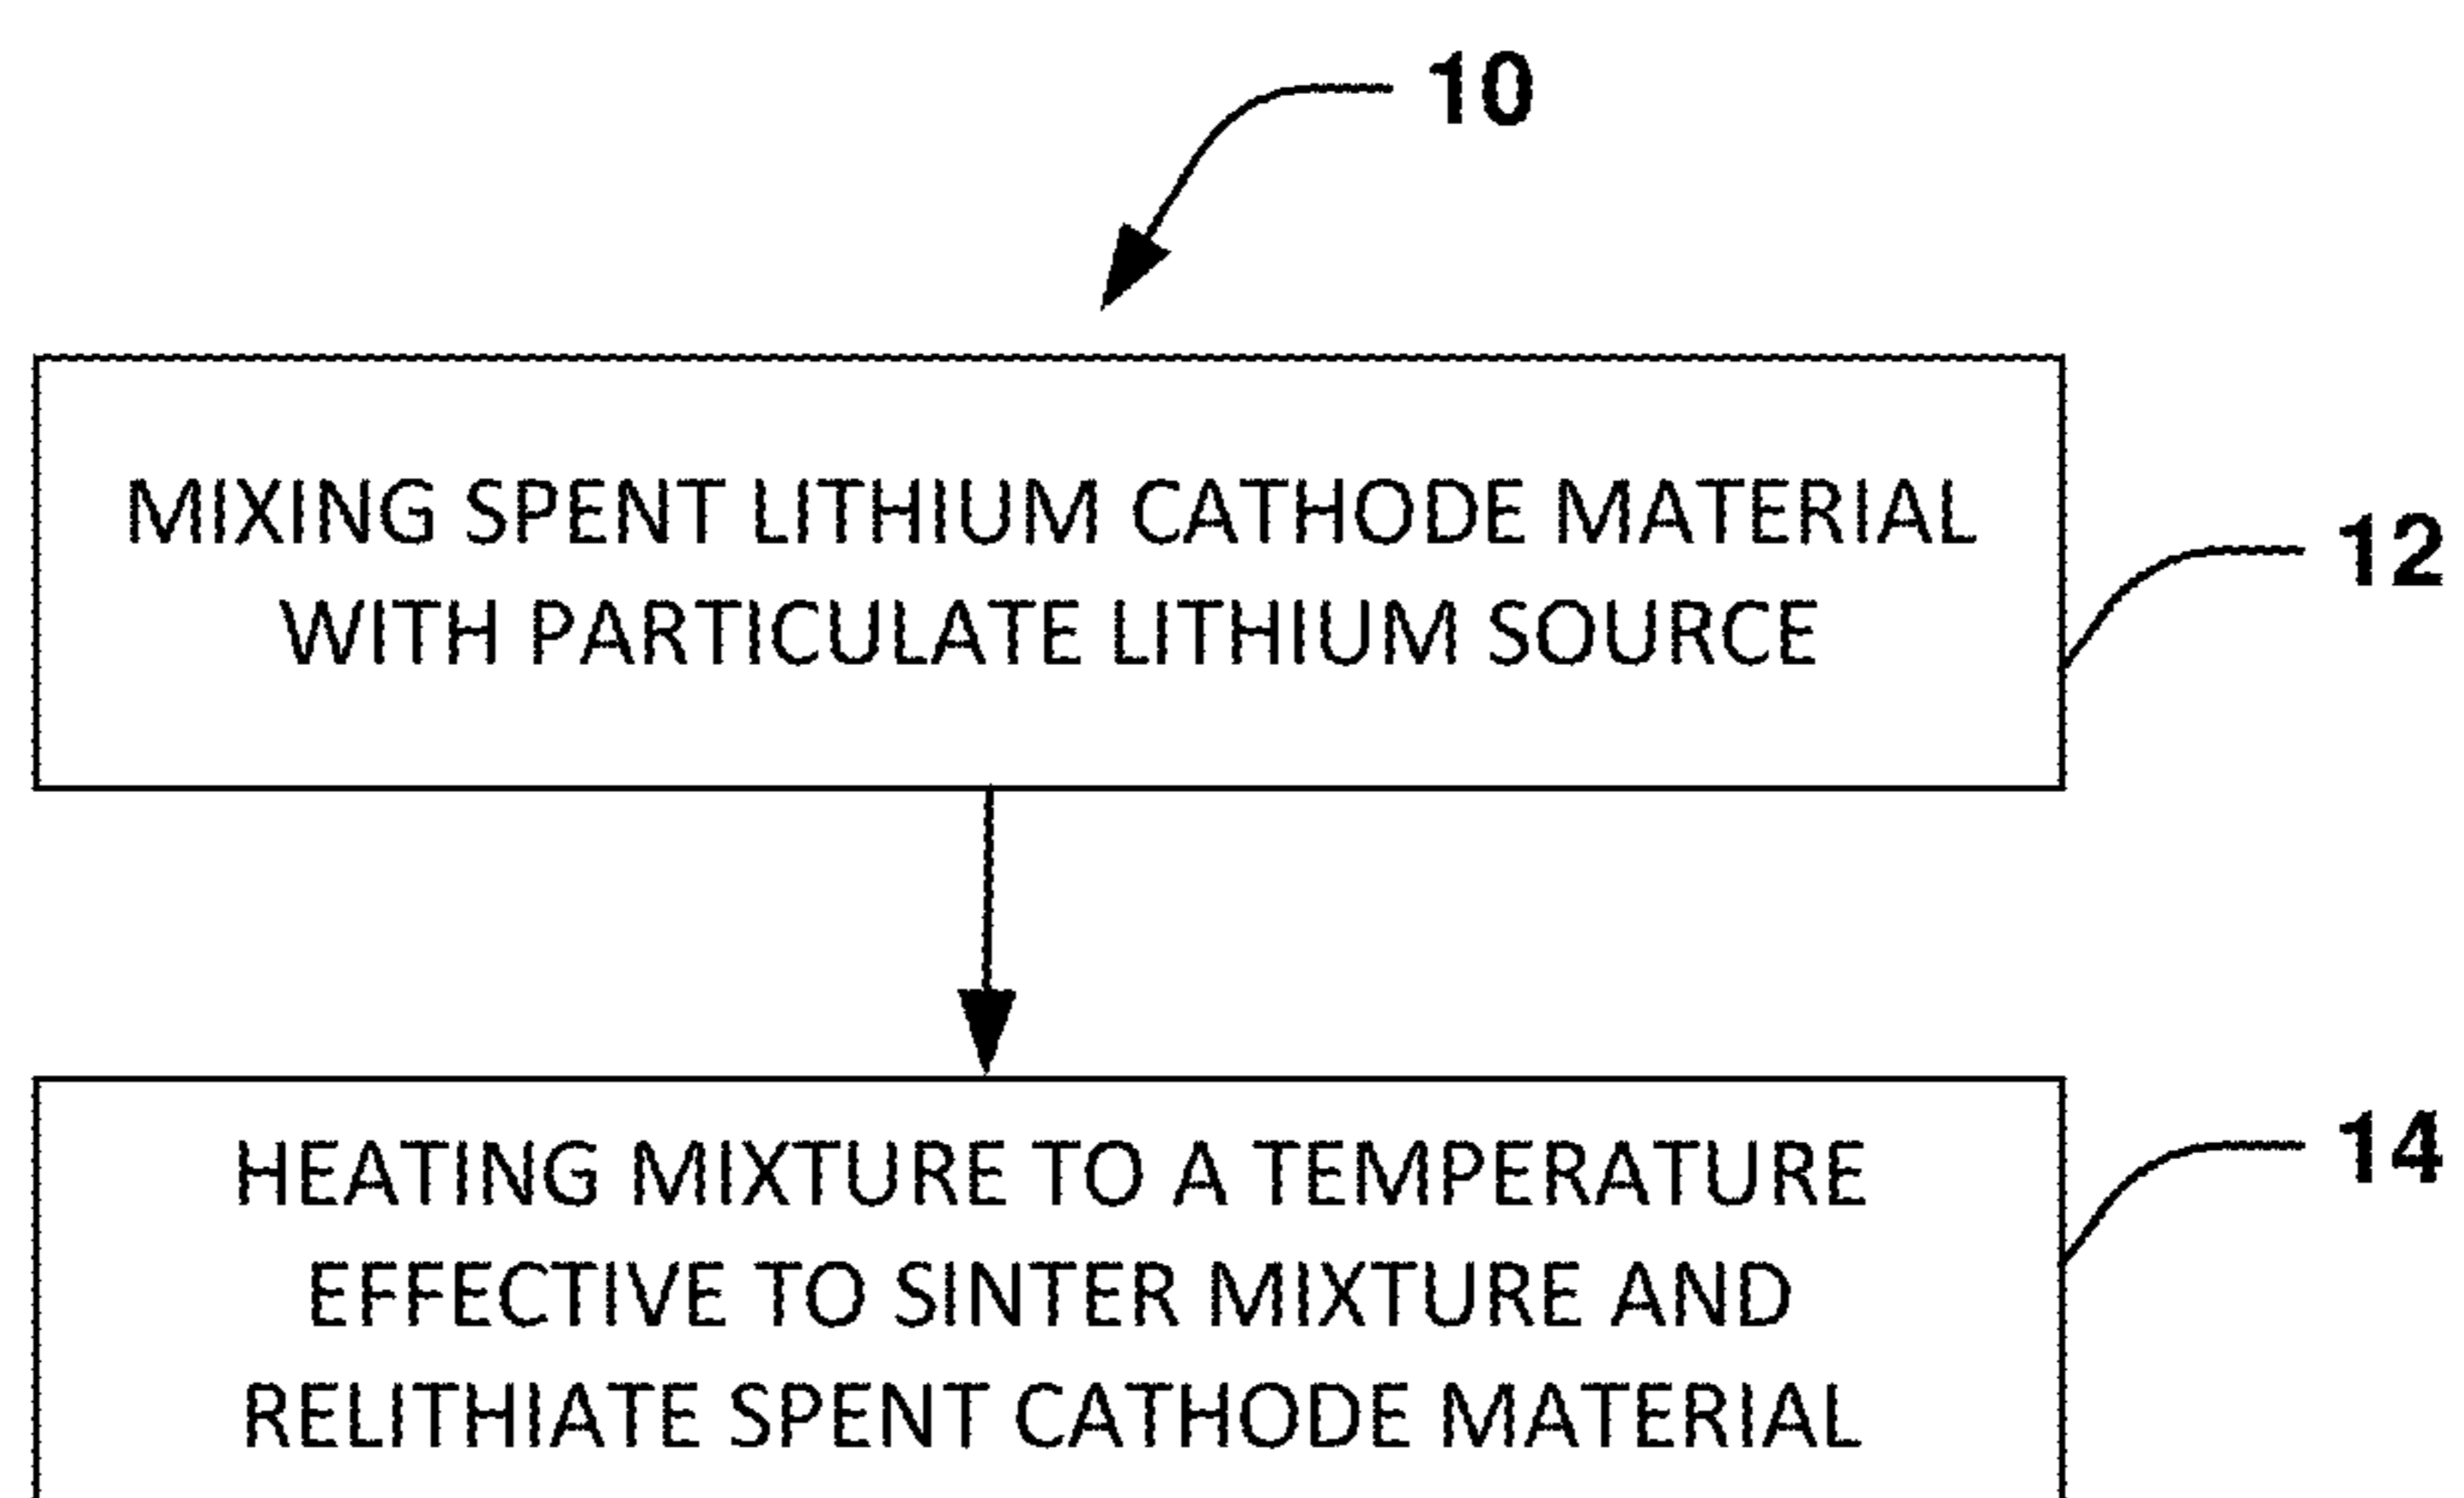 10
MIXING SPENT LITHIUM CATHODE MATERIAL
WITH PARTICULATE LITHIUM SOURCE
12
HEATING MIXTURE TO A TEMPERATURE
EFFECTIVE TO SINTER MIXTURE AND
RELITHIATE SPENT CATHODE MATERIAL
14